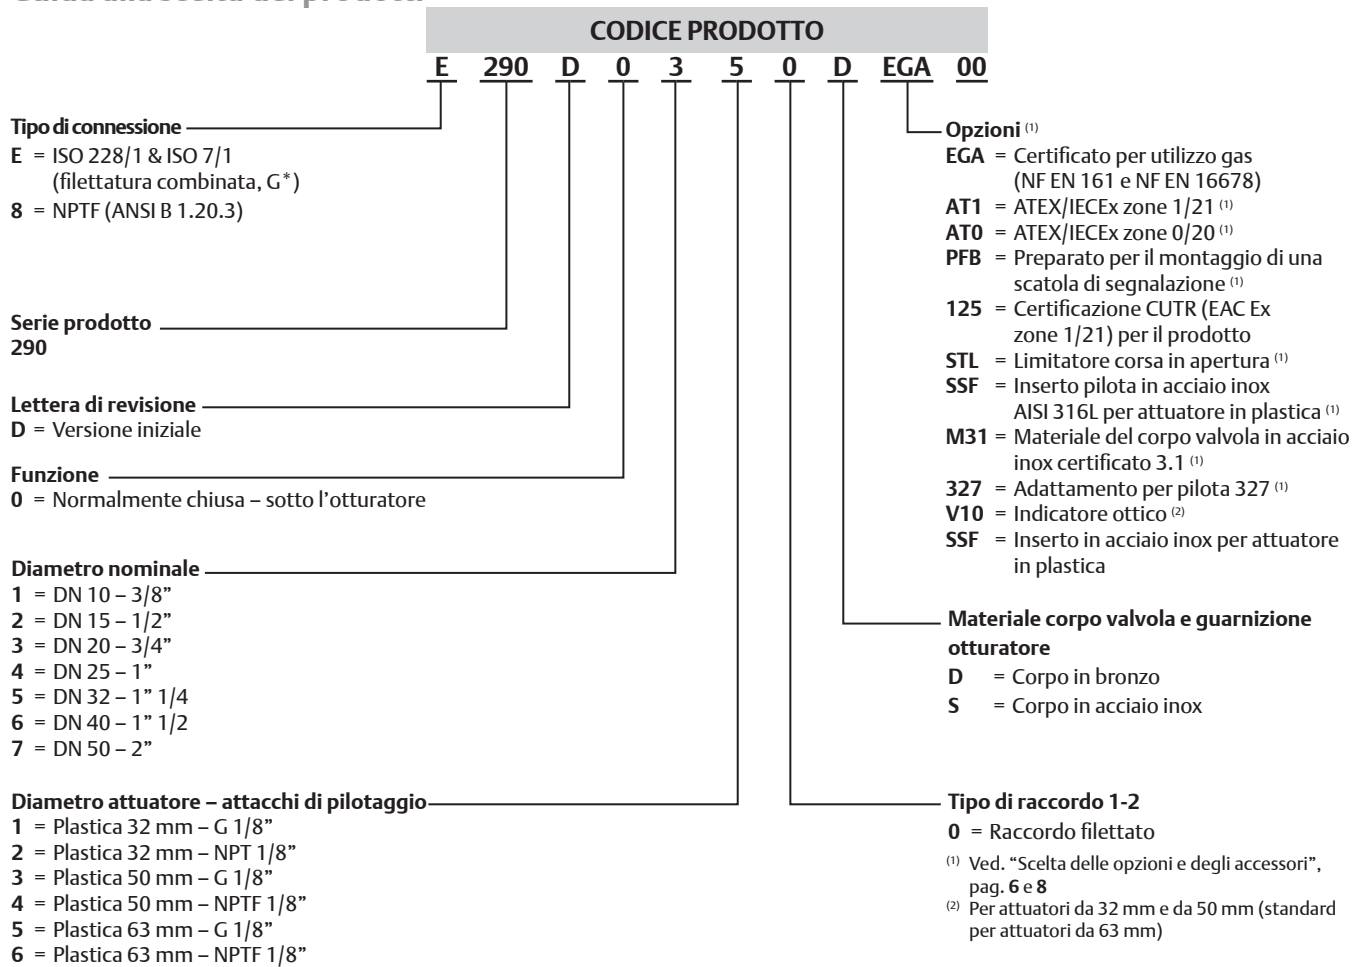 CODICE PRODOTTO
E 290 D 0 3 5 0 D EGA 00
Tipo di connessione
E = ISO 228/1 & ISO 7/1
(filettatura combinata, G*)
8 = NPTF (ANSI B 1.20.3)
Serie prodotto
290
Lettera di revisione
D = Versione iniziale
Funzione
0 = Normalmente chiusa – sotto l’otturatore
Diametro nominale
1 = DN 10 – 3/8”
2 = DN 15 – 1/2”
3 = DN 20 – 3/4”
4 = DN 25 – 1”
5 = DN 32 – 1” 1/4
6 = DN 40 – 1” 1/2
7 = DN 50 – 2”
Diametro attuatore – attacchi di pilotaggio
1 = Plastica 32 mm – G 1/8”
2 = Plastica 32 mm – NPT 1/8”
3 = Plastica 50 mm – G 1/8”
4 = Plastica 50 mm – NPTF 1/8”
5 = Plastica 63 mm – G 1/8”
6 = Plastica 63 mm – NPTF 1/8”
Opzioni (1)
EGA = Certificato per utilizzo gas
(NF EN 161 e NF EN 16678)
AT1 = ATEX/IECEx zone 1/21 (1)
AT0 = ATEX/IECEx zone 0/20 (1)
PFB = Preparato per il montaggio di una
scatola di segnalazione (1)
125 = Certificazione CUTR (EAC Ex
zone 1/21) per il prodotto
STL = Limitatore corsa in apertura (1)
SSF = Inserto pilota in acciaio inox
AISI 316L per attuatore in plastica (1)
M31 = Materiale del corpo valvola in acciaio
inox certificato 3.1 (1)
327 = Adattamento per pilota 327 (1)
V10 = Indicatore ottico (2)
SSF = Inserto in acciaio inox per attuatore
in plastica
Materiale corpo valvola e guarnizione
otturatore
D = Corpo in bronzo
S = Corpo in acciaio inox
Tipo di raccordo 1-2
0 = Raccordo filettato
(1) Ved. “Scelta delle opzioni e degli accessori”,
pag. 6 e 8
(2) Per attuatori da 32 mm e da 50 mm (standard
per attuatori da 63 mm)